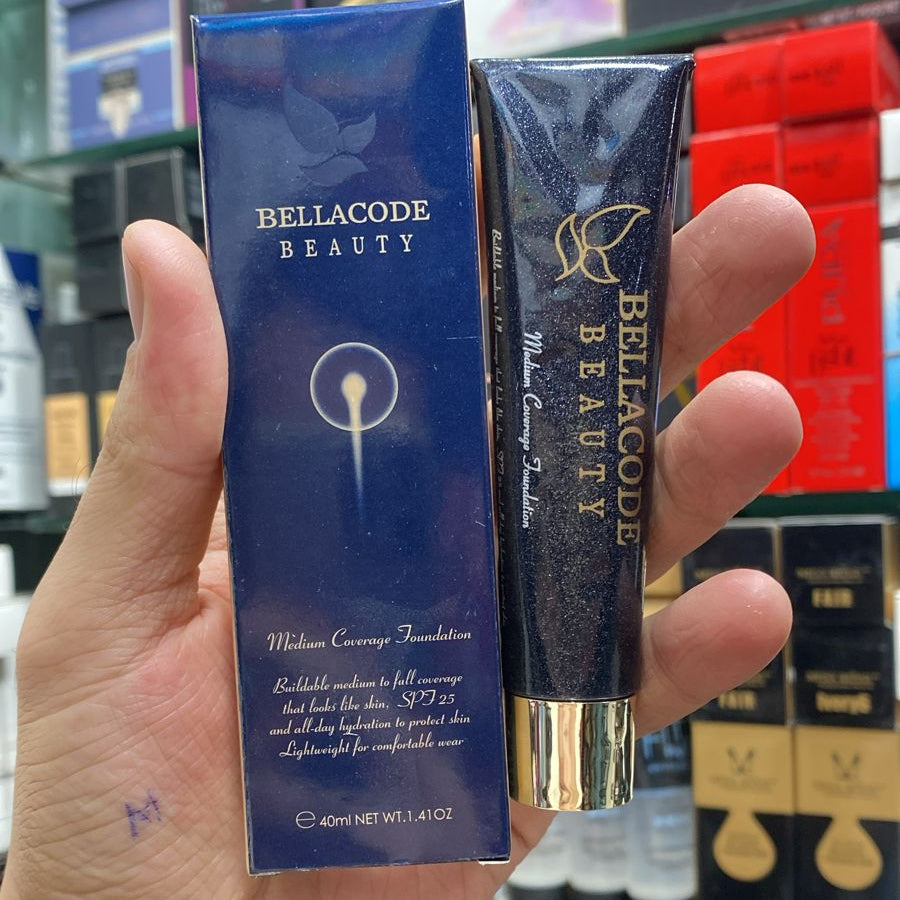 BELLACODE
BEAUTY
Medium Coverage Foundation
Buildable medium to full coverage
that looks like skin, SPF 25
and all-day hydration to protect skin
Lightweight for comfortable wear
40ml NET WT.1.41OZ
BELLACODE
BEAUTY
Medium Coverage Foundation
FAIR
FAIR
Ivory6
M